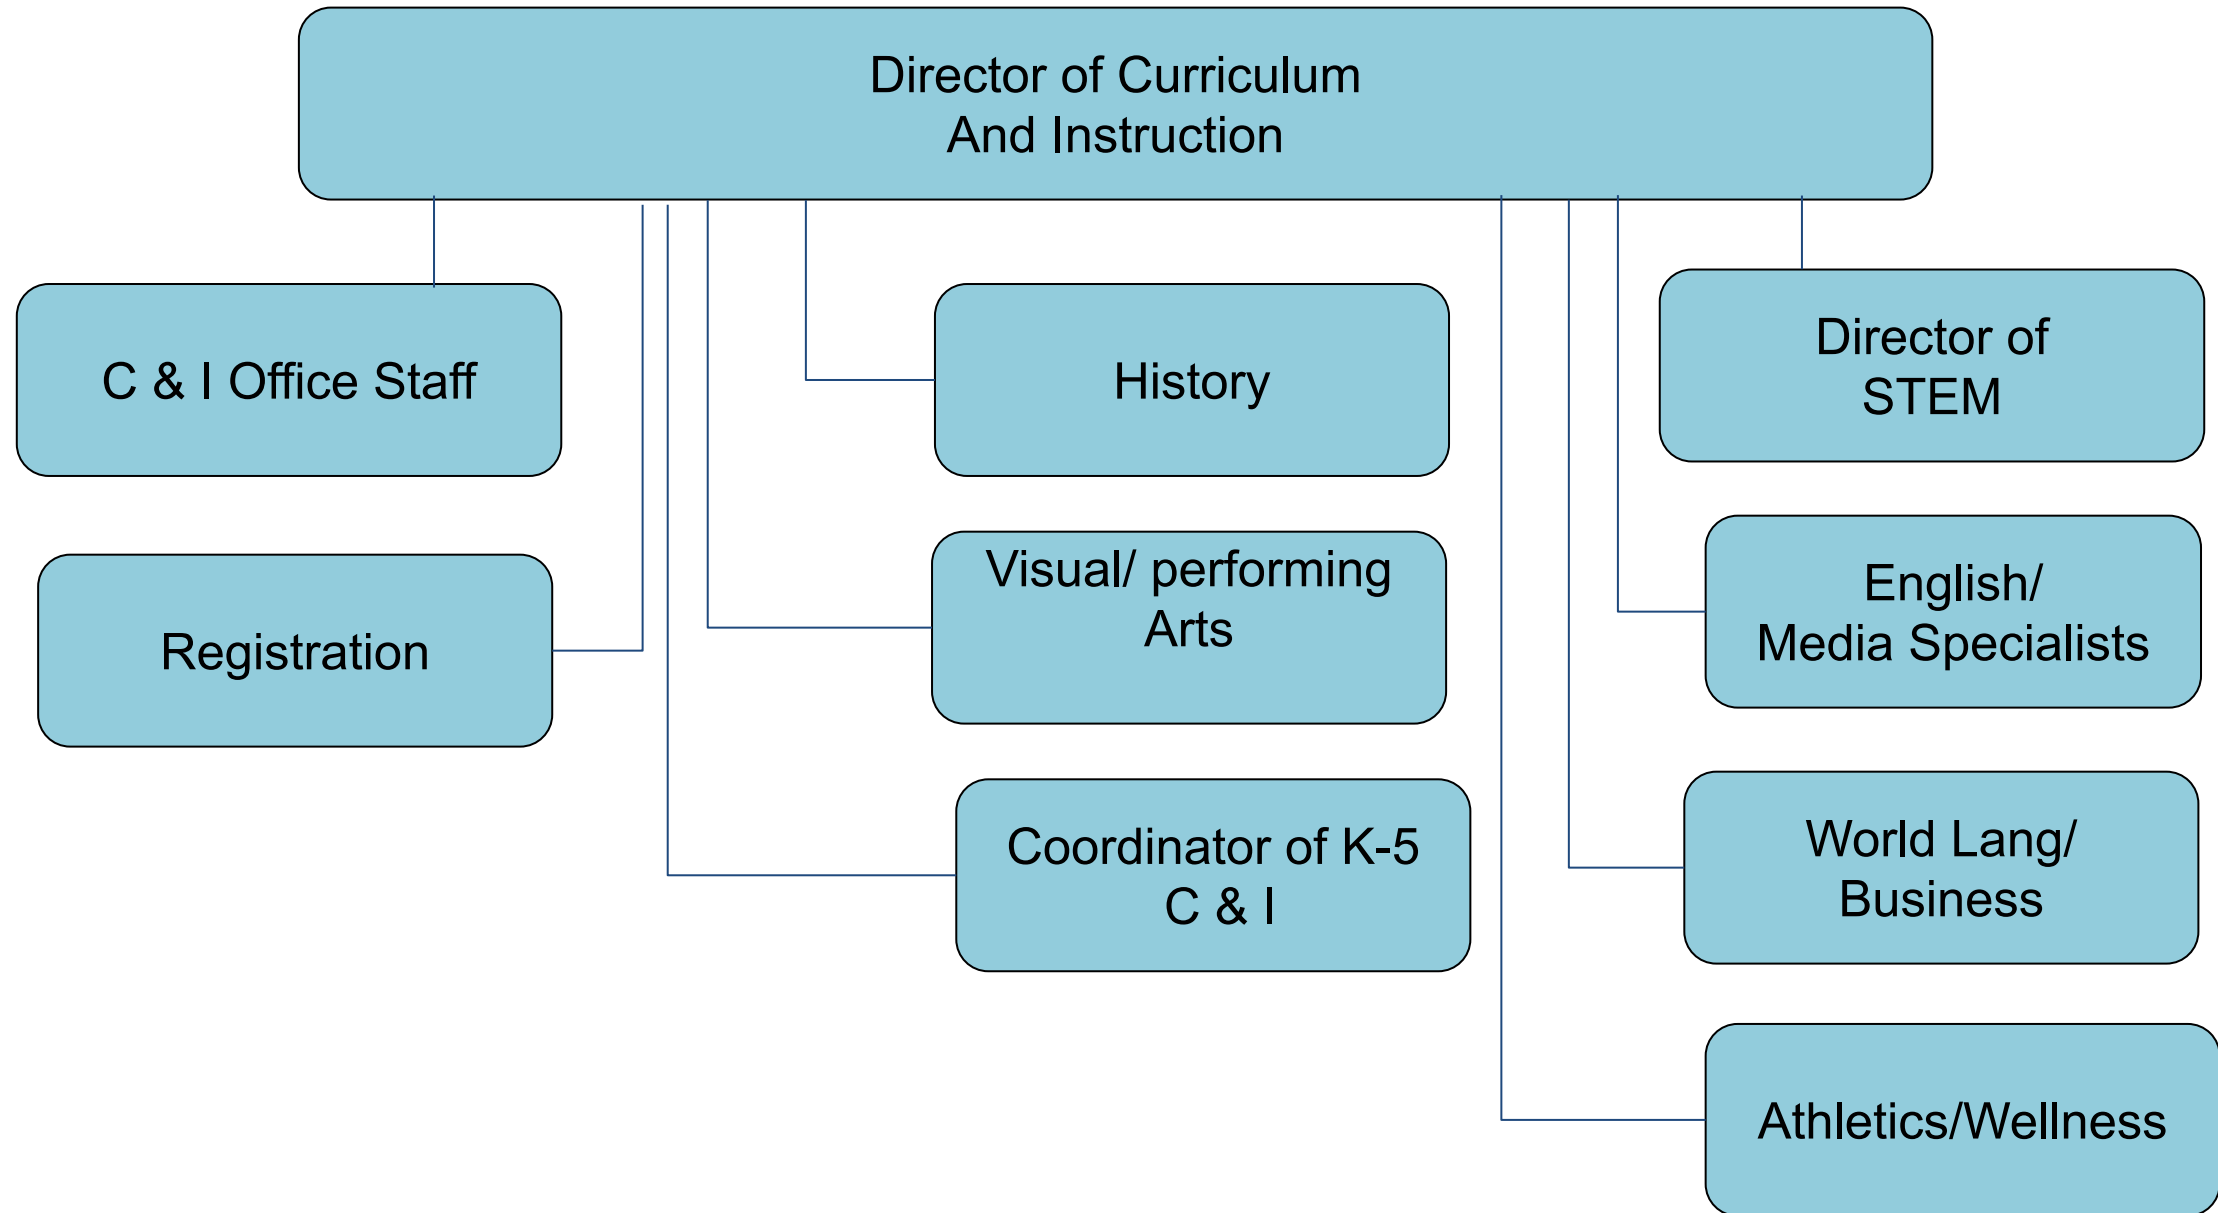 Director of Curriculum
And Instruction
C & I Office Staff
History
Director of
STEM
Registration
Visual/ performing
Arts
English/
Media Specialists
Coordinator of K-5
C & I
World Lang/
Business
Athletics/Wellness